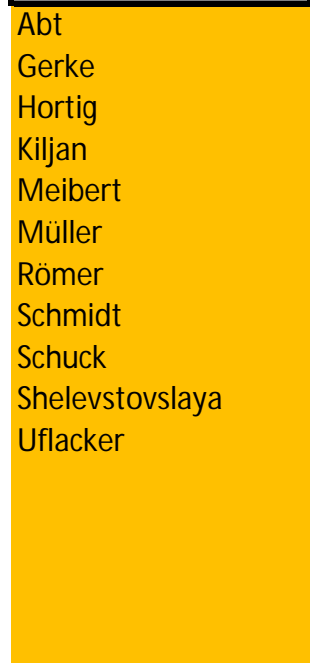 Abt
Gerke
Hortig
Kiljan
Meibert
Müller
Römer
Schmidt
Schuck
Shelevstovslaya
Uflacker